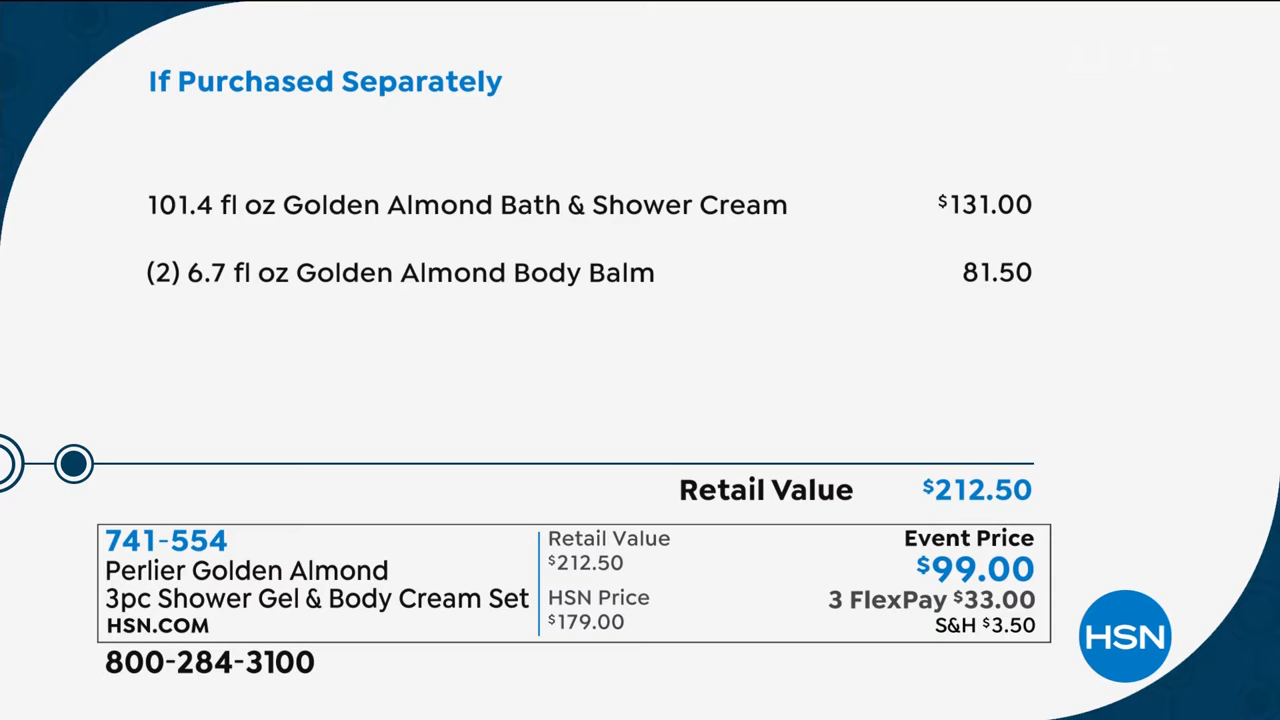 If Purchased Separately
101.4 fl oz Golden Almond Bath & Shower Cream $131.00
(2) 6.7 fl oz Golden Almond Body Balm 81.50
Retail Value $212.50
741-554
Perlier Golden Almond
3pc Shower Gel & Body Cream Set
HSN.COM
Retail Value
$212.50
HSN Price
$179.00
Event Price
$99.00
3 FlexPay $33.00
S&H $3.50
800-284-3100
HSN